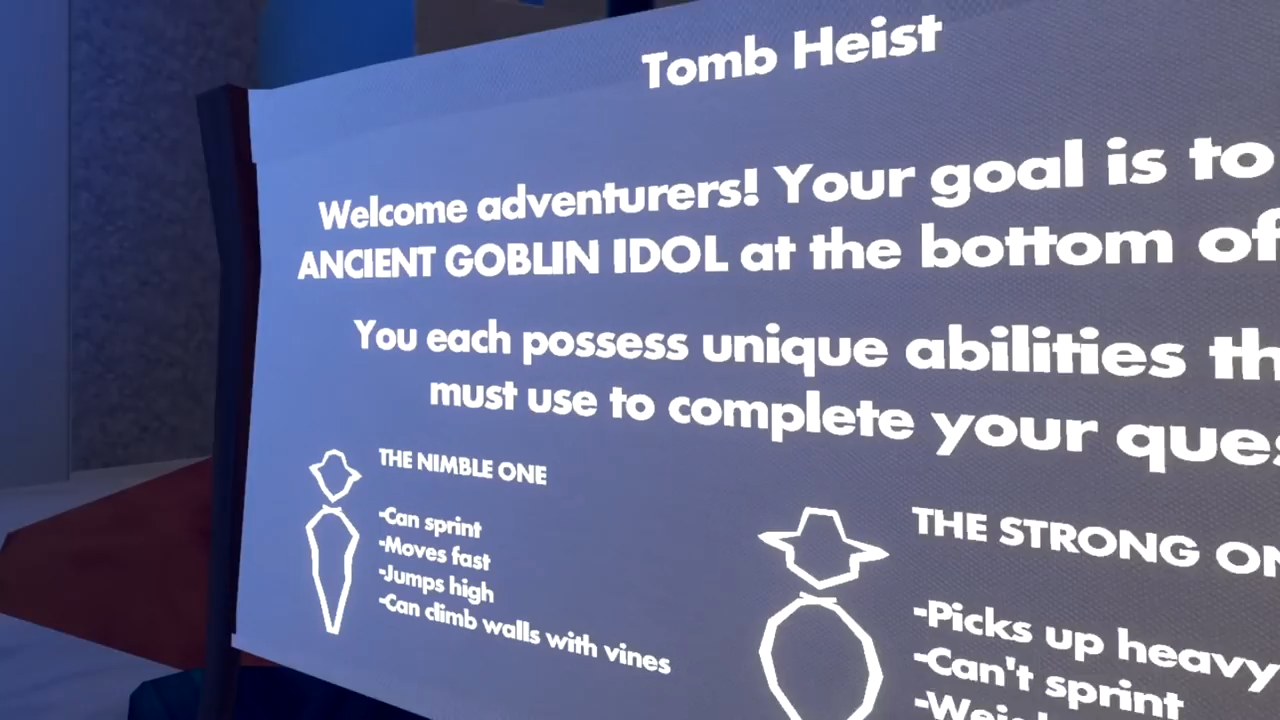 Tomb Heist
Welcome adventurers! Your goal is to
ANCIENT GOBLIN IDOL at the bottom of
You each possess unique abilities
must use to complete your
THE NIMBLE ONE
-Can sprint
-Moves fast
-Jumps high
-Can climb walls with vines
THE STRONG
-Picks up heavy
-Can't sprint